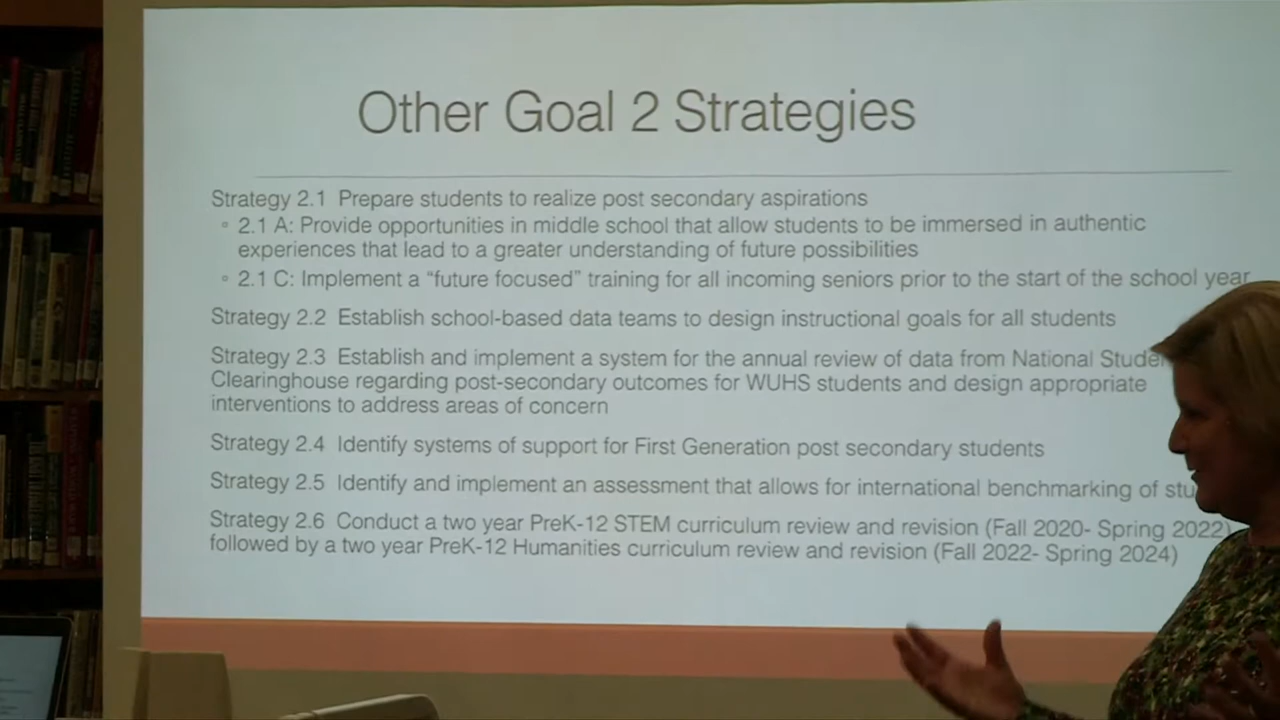 Other Goal 2 Strategies
Strategy 2.1 Prepare students to realize post secondary aspirations
◦ 2.1 A: Provide opportunities in middle school that allow students to be immersed in authentic
experiences that lead to a greater understanding of future possibilities
◦ 2.1 C: Implement a “future focused” training for all incoming seniors prior to the start of the school year
Strategy 2.2 Establish school-based data teams to design instructional goals for all students
Strategy 2.3 Establish and implement a system for the annual review of data from National
Clearinghouse regarding post-secondary outcomes for WUHS students and design appropriate
interventions to address areas of concern
Strategy 2.4 Identify systems of support for First Generation post secondary students
Strategy 2.5 Identify and implement an assessment that allows for international benchmarking of
Strategy 2.6 Conduct a two year PreK-12 STEM curriculum review and revision (Fall 2020- Spring 2022)
followed by a two year PreK-12 Humanities curriculum review and revision (Fall 2022- Spring 2024)